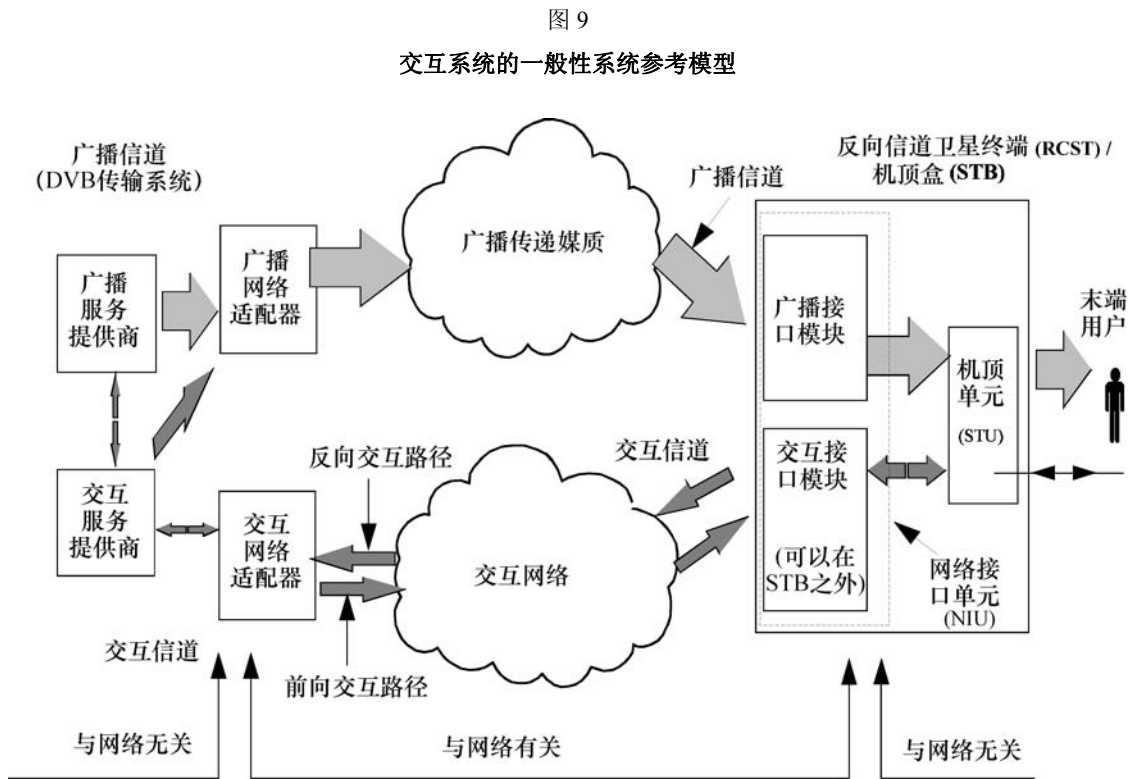 图 9
交互系统的一般性系统参考模型
广播信道
（DVB传输系统）
广播
服务
提供商
广播
网络
适配器
广播传递媒质
广播信道
反向信道卫星终端 (RCST) /
机顶盒 (STB)
广播接
口模块
机顶
单元
(STU)
末端
用户
交互
服务
提供商
交互
网络
适配器
反向交互路径
交互网络
前向交互路径
交互信道
交互接
口模块
(可以在
STB之外)
网络接
口单元
(NIU)
交互信道
与网络无关
与网络有关
与网络无关